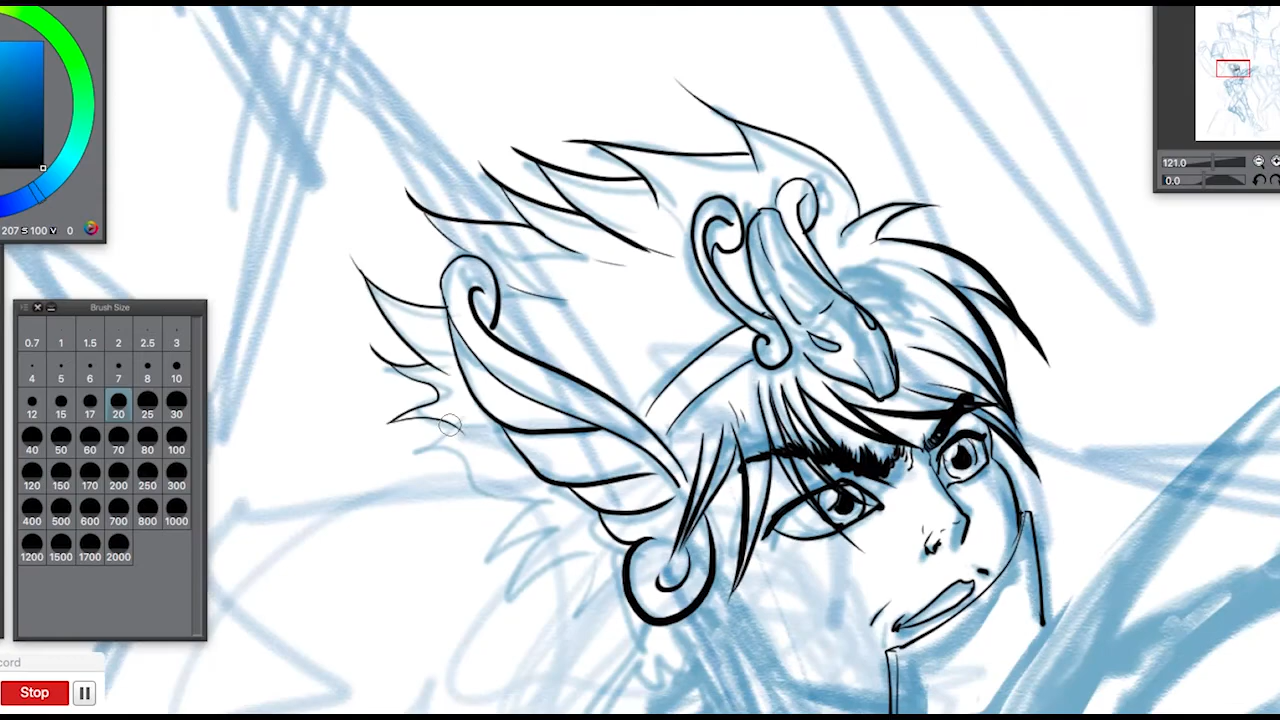 207 S 100 V 0
121.0
0.0
Brush Size
0.7 1 1.5 2 2.5 3
4 5 6 7 8 10
12 15 17 20 25 30
40 50 60 70 80 100
120 150 170 200 250 300
400 500 600 700 800 1000
1200 1500 1700 2000
cord
Stop